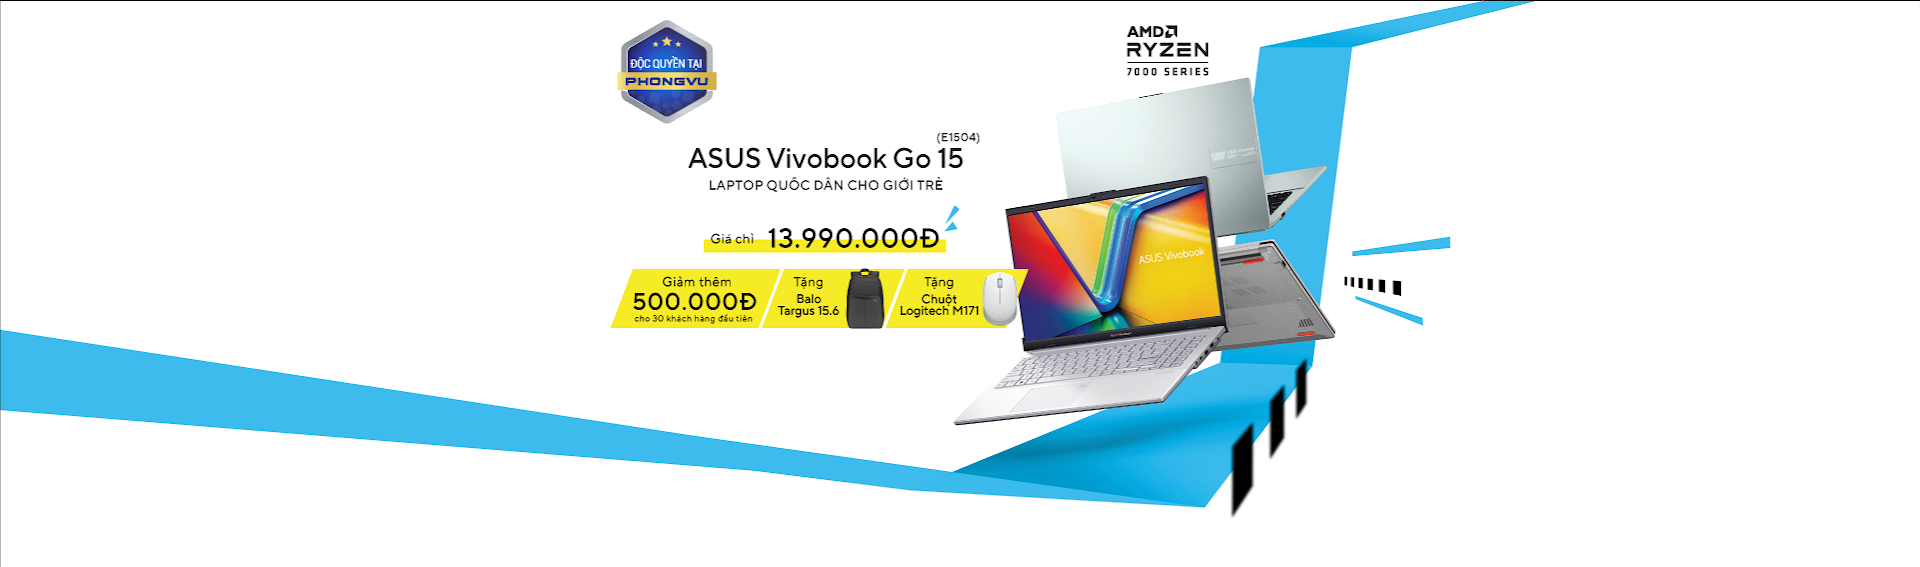 ĐỘC QUYỀN TẠI
PHONGVU
AMD
RYZEN
7000 SERIES
(E1504)
ASUS Vivobook Go 15
LAPTOP QUỐC DÂN CHO GIỚI TRẺ
Giá chỉ 13.990.000Đ
Giảm thêm
500.000Đ
cho 30 khách hàng đầu tiên
Tặng
Balo
Targus 15.6
Tặng
Chuột
Logitech M171
ASUS Vivobook